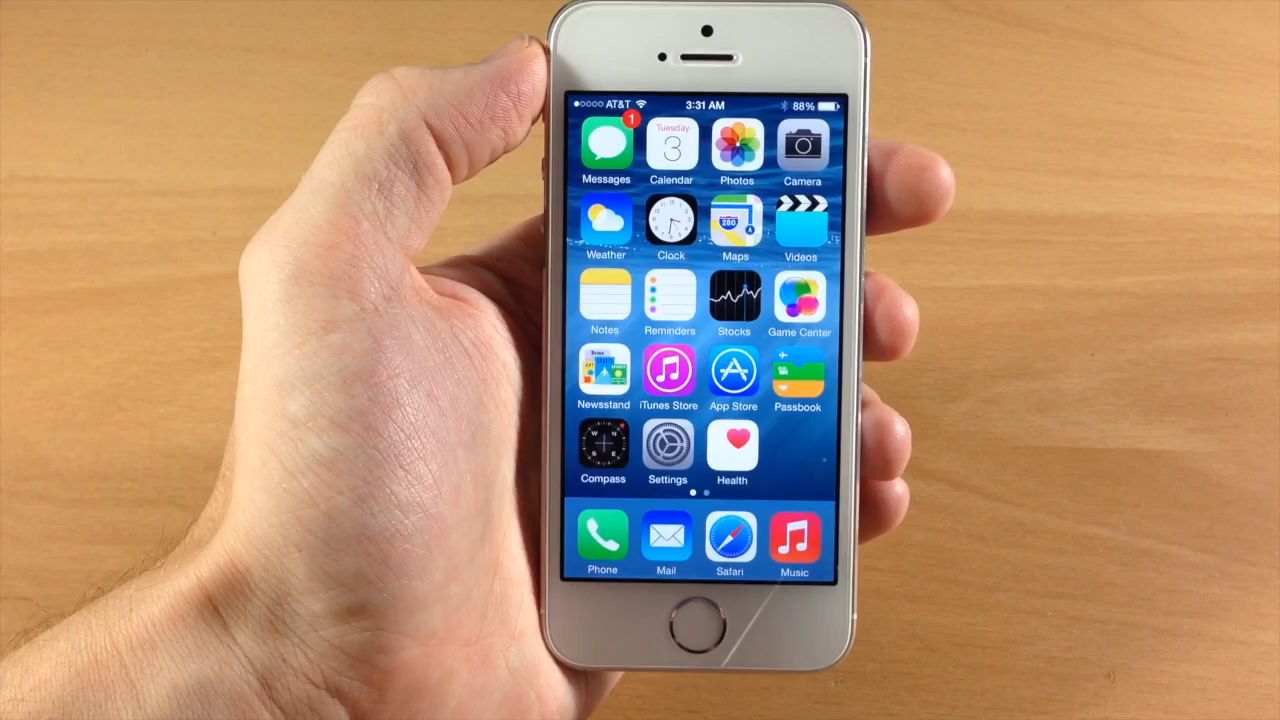 AT&T 3:31 AM 88%
1
Tuesday
3
Messages Calendar Photos Camera
280
Weather Clock Maps Videos
Notes Reminders Stocks Game Center
Newsstand iTunes Store App Store Passbook
N
W
E
S
Compass Settings Health
Phone Mail Safari Music